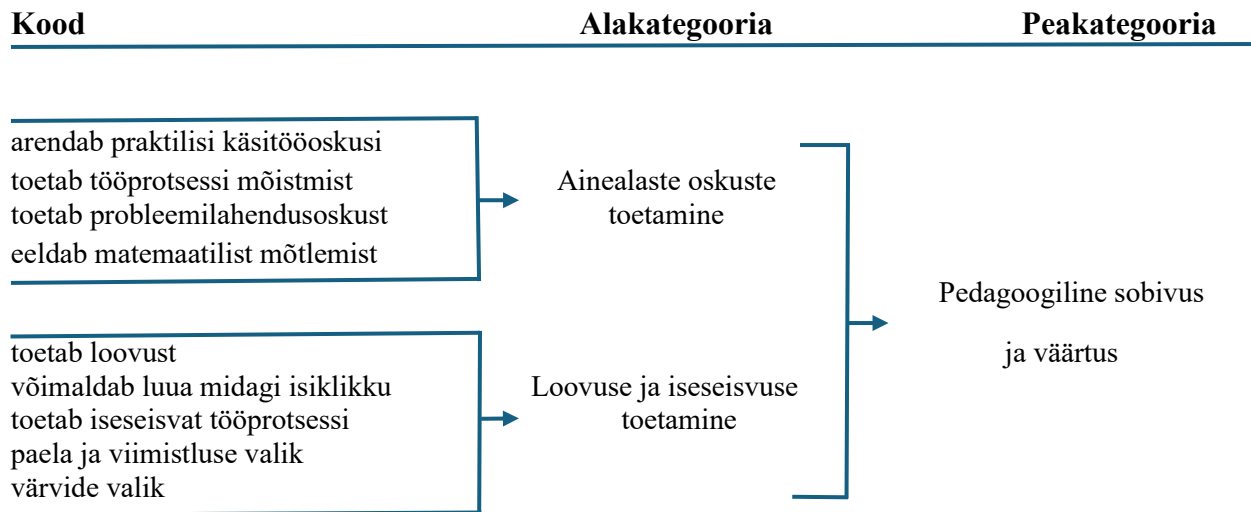 Kood Alakategooria Peakategooria
arendab praktilisi käsitööoskusi
toetab tööprotsessi mõistmist
toetab probleemilahendusoskust
eeldab matemaatilist mõtlemist
Ainealaste oskuste
toetamine
toetab loovust
võimaldab luua midagi isiklikku
toetab iseseisvat tööprotsessi
paela ja viimistluse valik
värvide valik
Loovuse ja iseseisvuse
toetamine
Pedagoogiline sobivus
ja väärtus